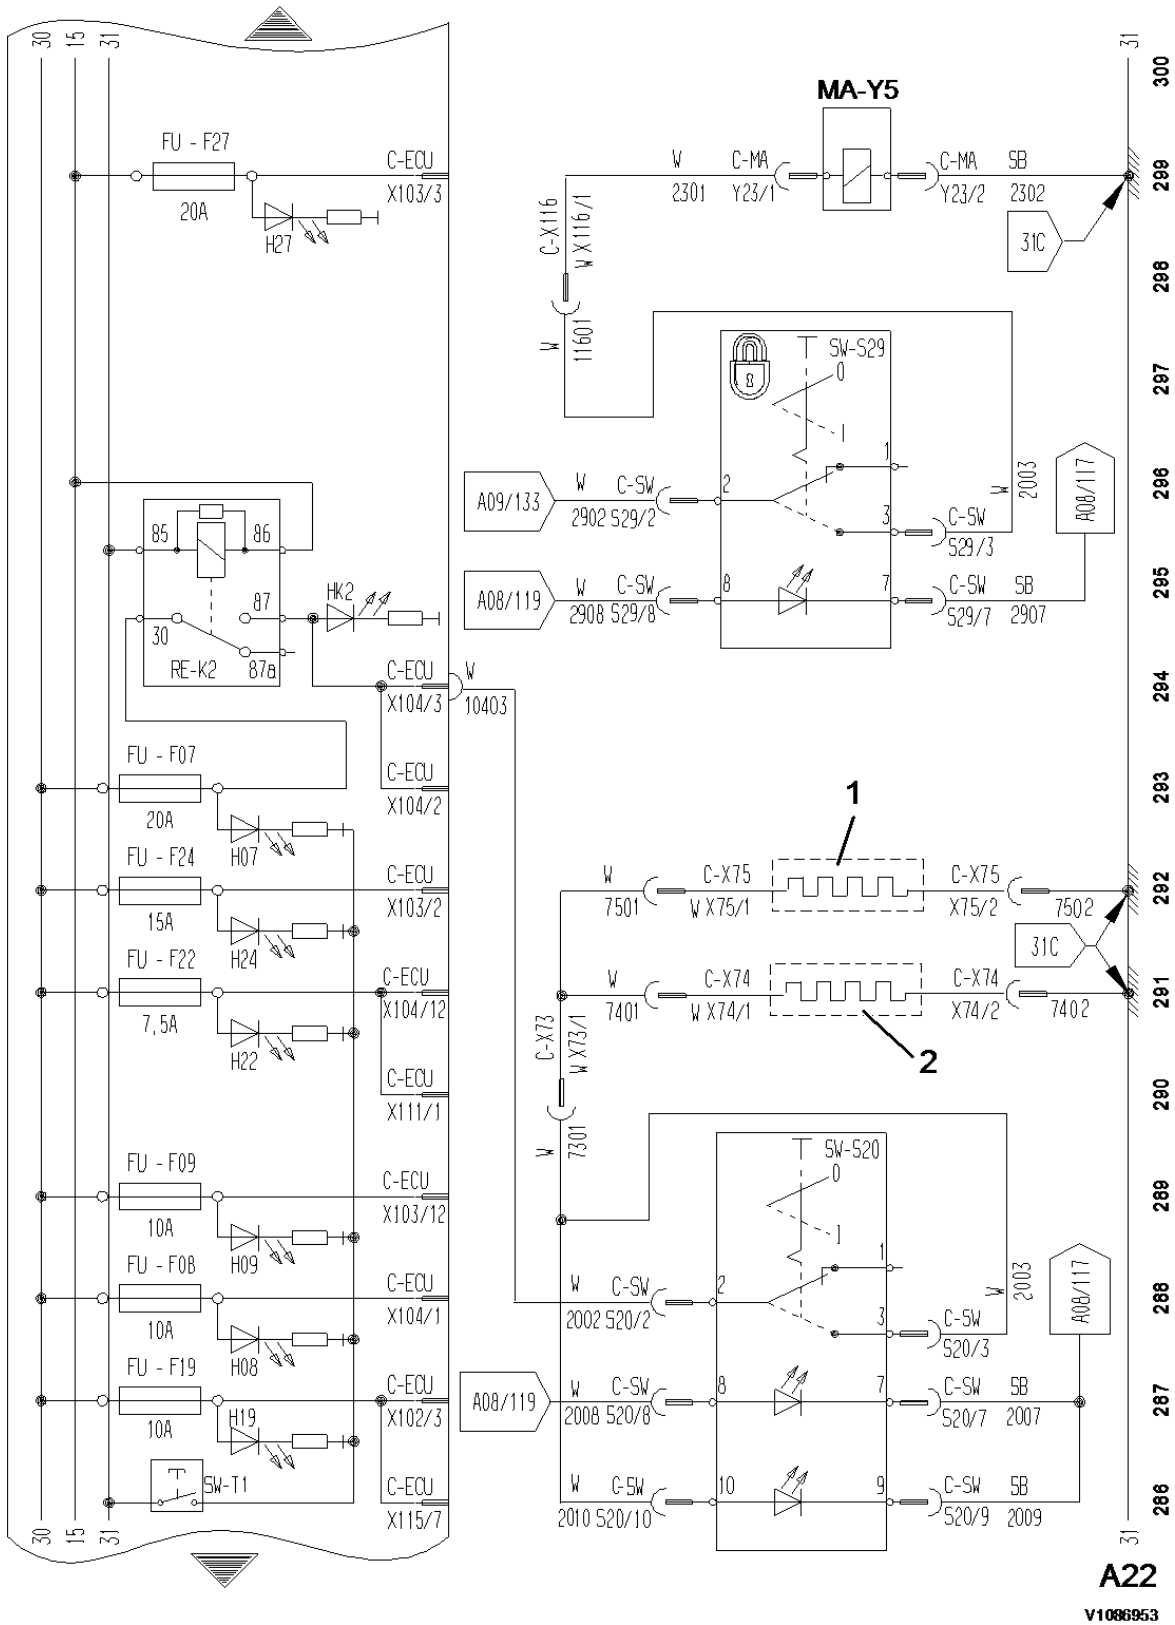 30 15 31
31
300
MA-Y5
FU - F27
20A
H27
C-ECU
X103/3
W
2301
C-MA
Y23/1
C-MA
Y23/2
SB
2302
299
31C
C-X116
W X116/1
298
W
11601
SW-S29
0
1
297
A09/133
W
2902
C-SW
S29/2
2
1
3
C-SW
S29/3
W
2003
A08/117
296
85
86
30
87
87a
RE-K2
HK2
A08/119
W
2908
C-SW
S29/8
8
7
C-SW
S29/7
SB
2907
295
C-ECU
X104/3
W
10403
294
FU - F07
20A
H07
C-ECU
X104/2
293
1
FU - F24
15A
H24
C-ECU
X103/2
W
7501
C-X75
W X75/1
C-X75
X75/2
7502
292
31C
FU - F22
7,5A
H22
C-ECU
X104/12
W
7401
C-X74
W X74/1
C-X74
X74/2
7402
291
2
C-X73
W X73/1
C-ECU
X111/1
290
W
7301
SW-S20
0
1
FU - F09
10A
H09
C-ECU
X103/12
289
FU - F08
10A
H08
C-ECU
X104/1
W
2002
C-SW
S20/2
2
1
3
C-SW
S20/3
W
2003
A08/117
288
FU - F19
10A
H19
C-ECU
X102/3
A08/119
W
2008
C-SW
S20/8
8
7
C-SW
S20/7
SB
2007
287
SW-T1
C-ECU
X115/7
W
2010
C-SW
S20/10
10
9
C-SW
S20/9
SB
2009
286
30 15 31
31
A22
V1086953